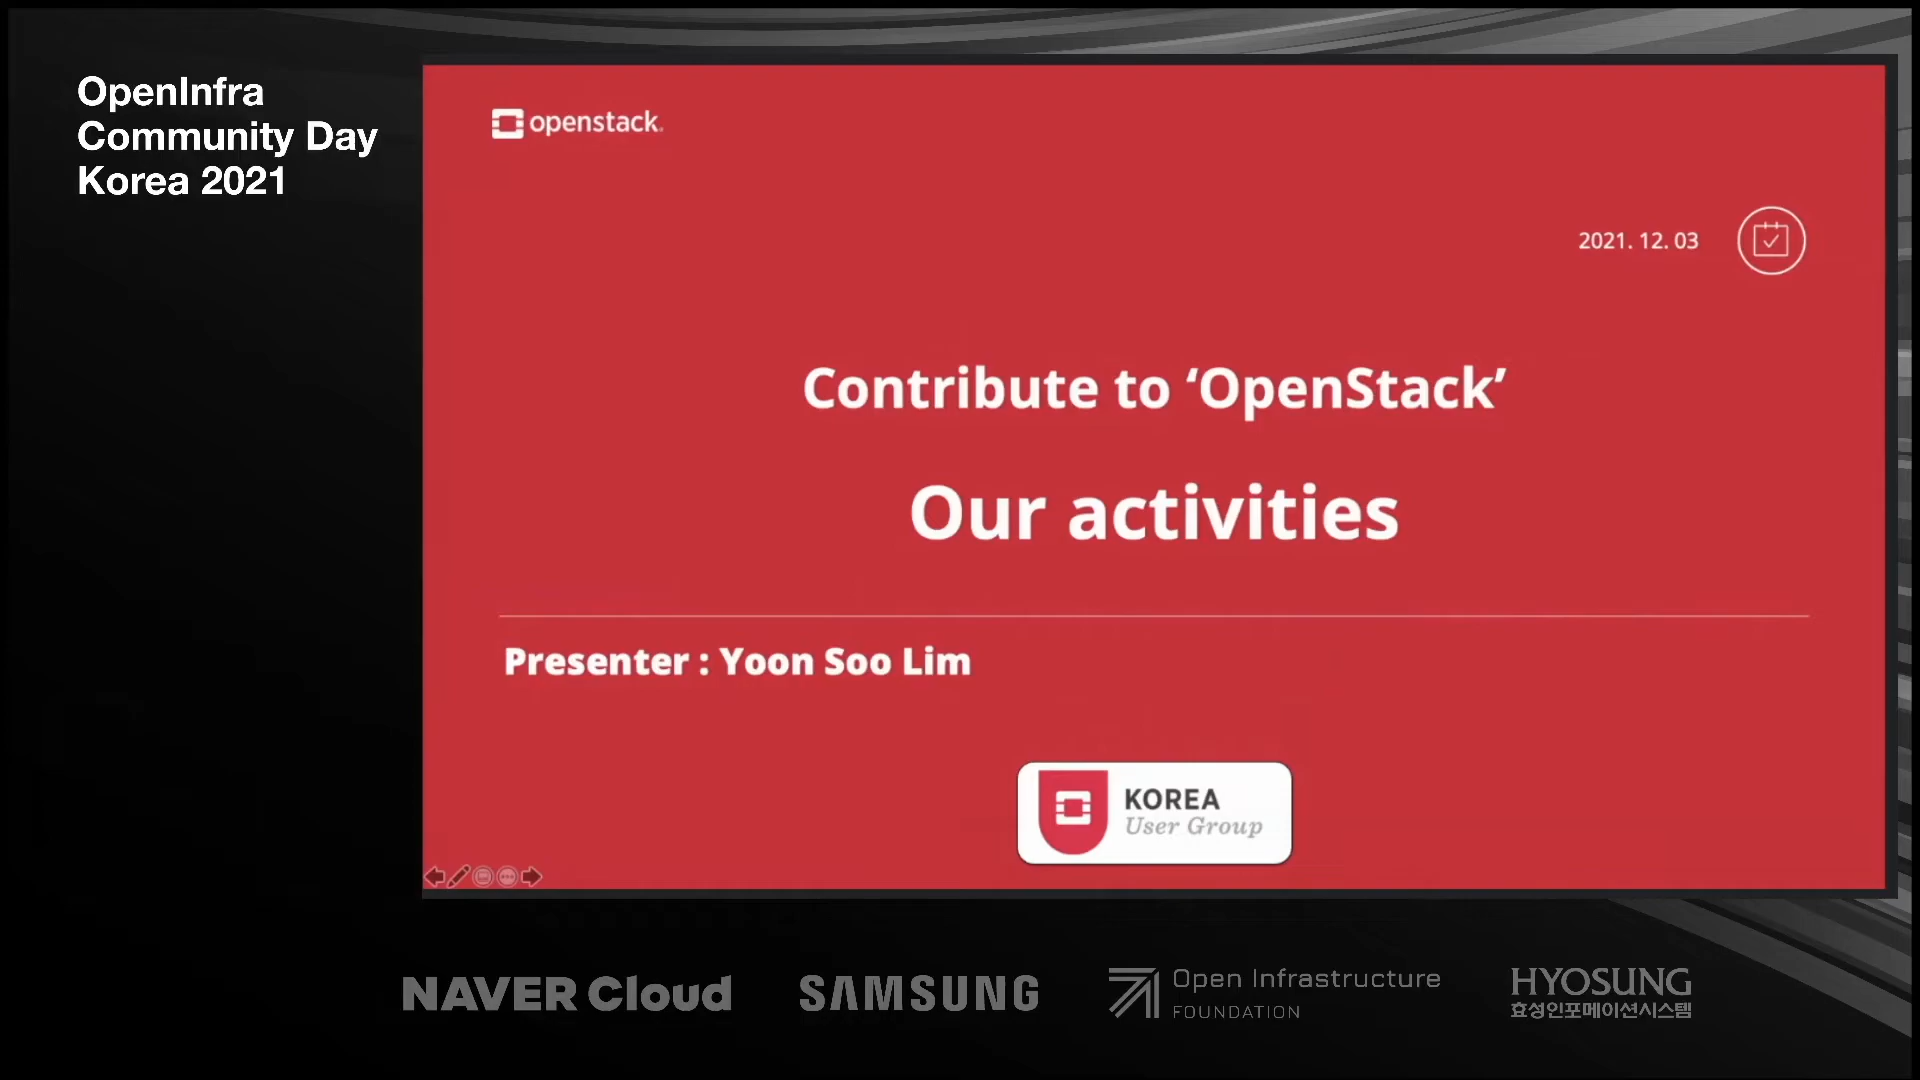 OpenInfra
Community Day
Korea 2021
openstack.
2021. 12. 03
Contribute to ‘OpenStack’
Our activities
Presenter : Yoon Soo Lim
KOREA
User Group
NAVER Cloud
SAMSUNG
Open Infrastructure
FOUNDATION
HYOSUNG
효성인포메이션시스템